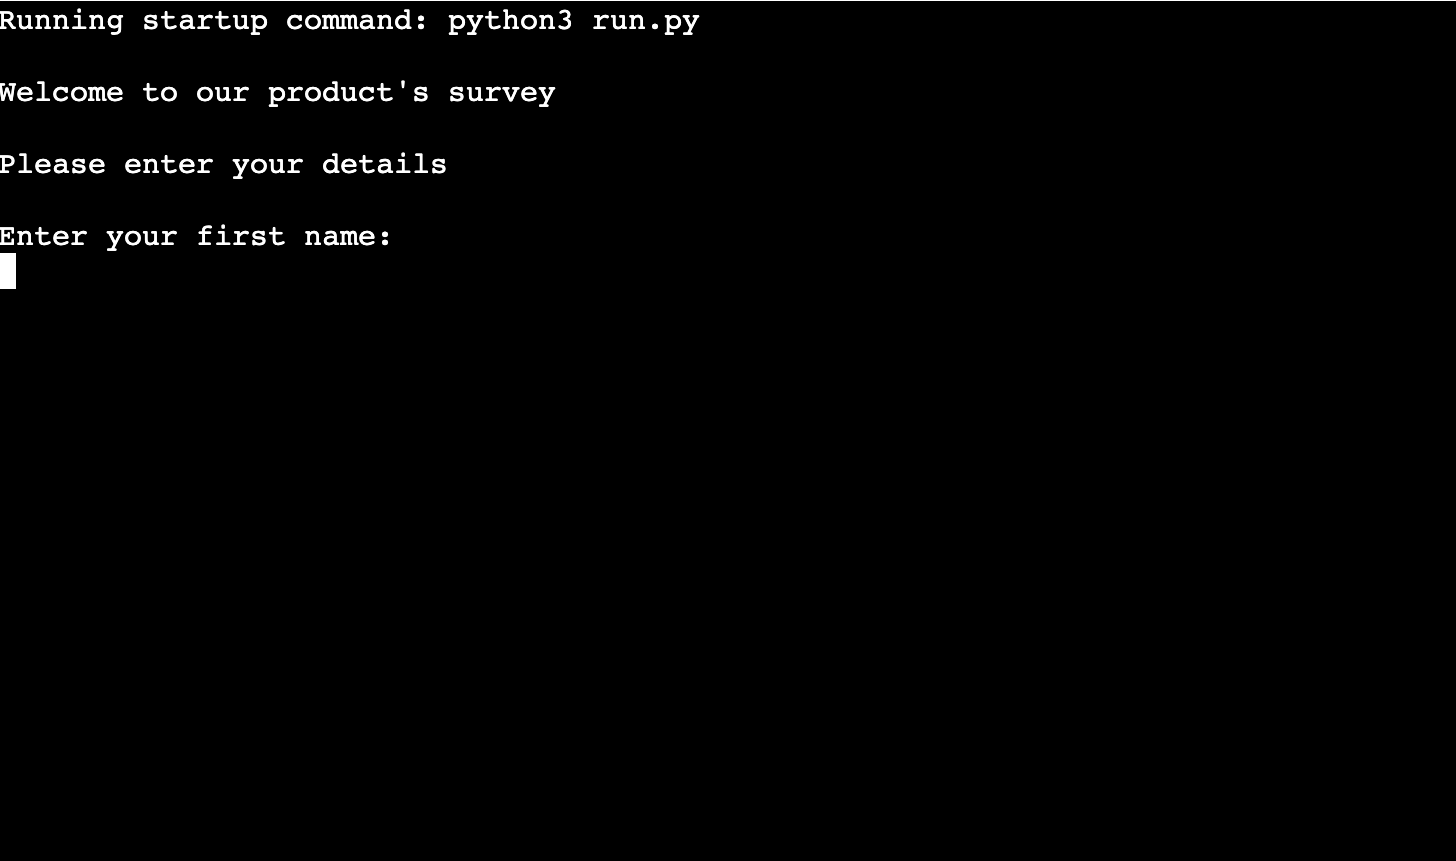 Running startup command: python3 run.py
Welcome to our product's survey
Please enter your details
Enter your first name: